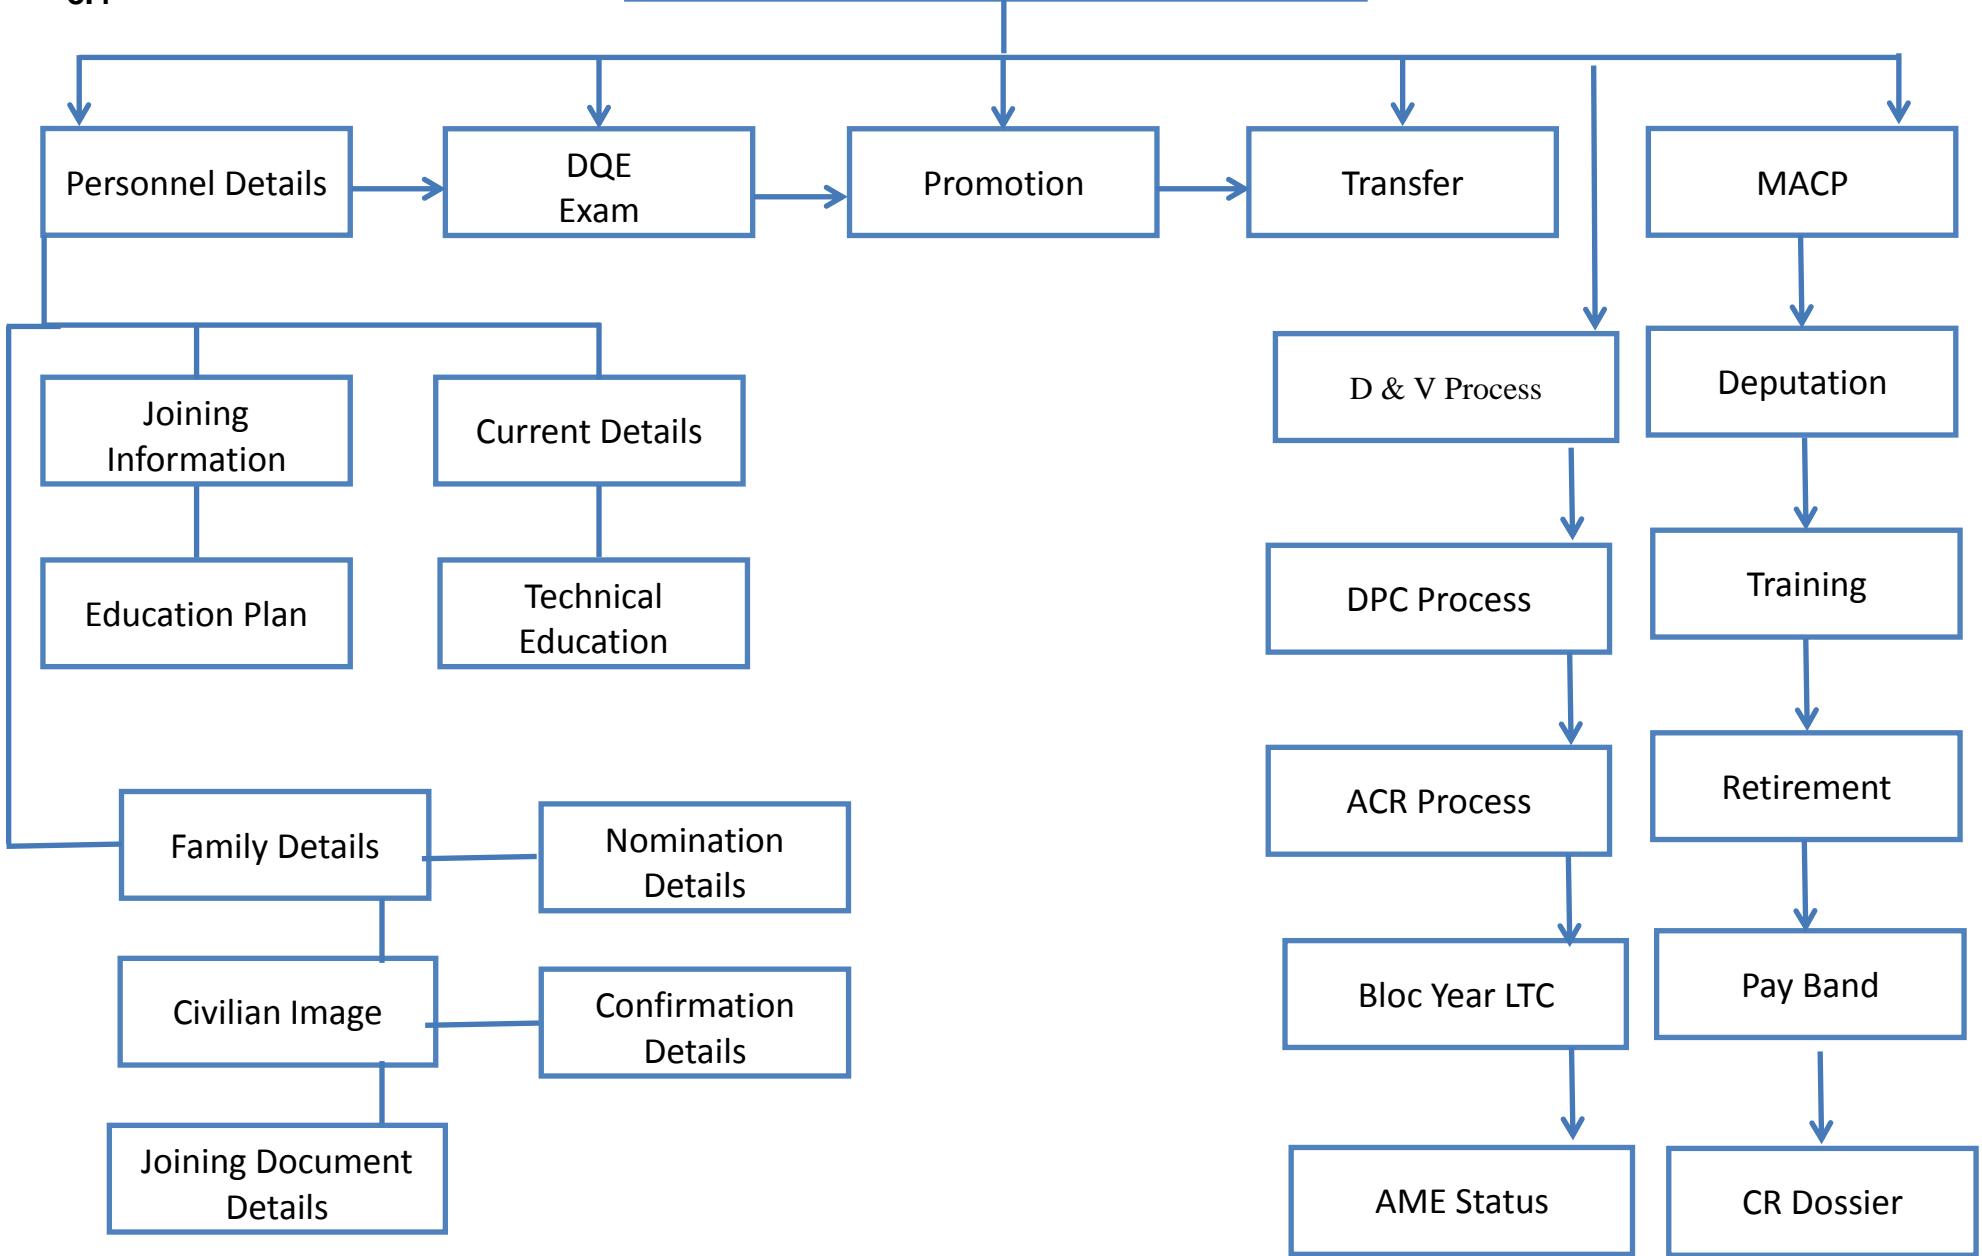 Personnel Details
DQE
Exam
Promotion
Transfer
MACP
Joining
Information
Current Details
D & V Process
Deputation
Education Plan
Technical
Education
DPC Process
Training
Family Details
Nomination
Details
ACR Process
Retirement
Civilian Image
Confirmation
Details
Bloc Year LTC
Pay Band
Joining Document
Details
AME Status
CR Dossier